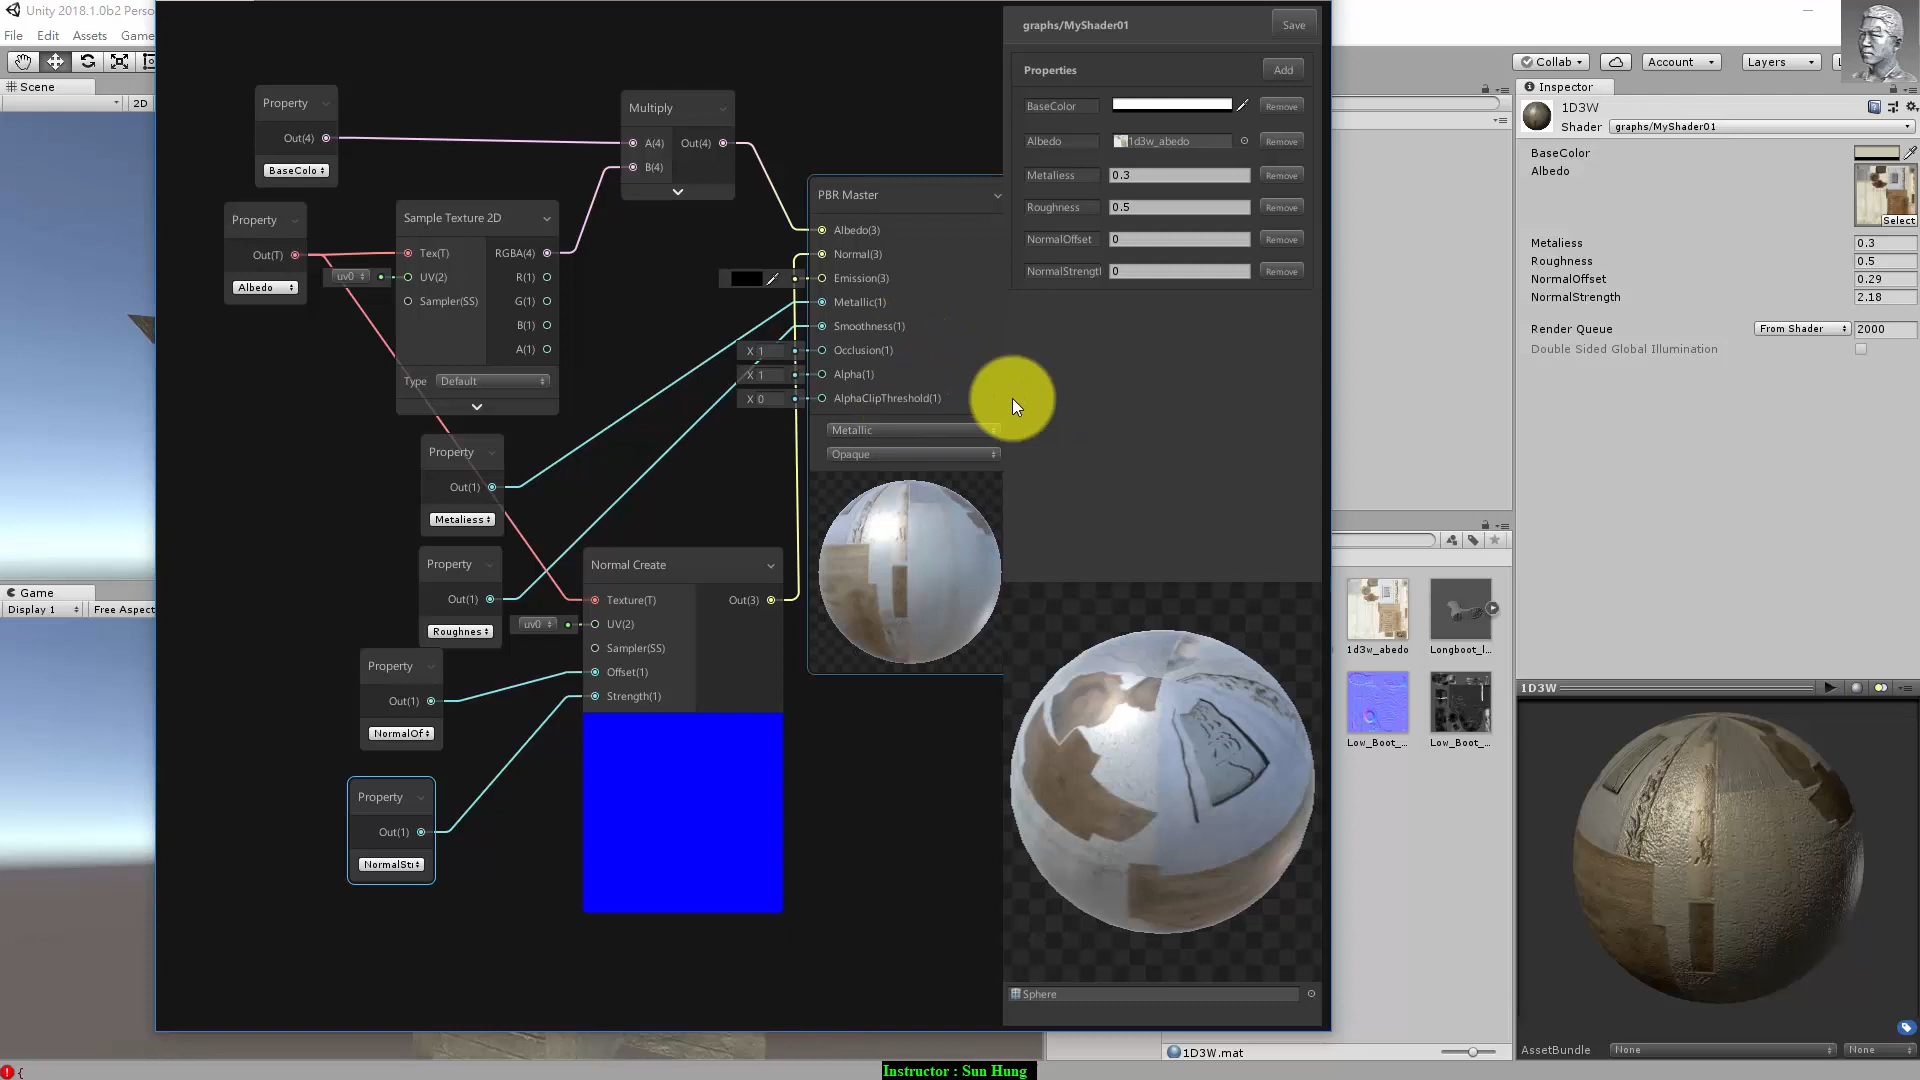 Unity 2018.1.0b2 Perso
File Edit Assets Game
Scene
2D
Game
Display 1 Free Aspect
Property
Out(4)
BaseColo
Property
Out(T)
Albedo
Sample Texture 2D
uv0
Tex(T)
UV(2)
Sampler(SS)
RGBA(4)
R(1)
G(1)
B(1)
A(1)
Type Default
Multiply
A(4) Out(4)
B(4)
PBR Master
Albedo(3)
Normal(3)
Emission(3)
Metallic(1)
Smoothness(1)
X 1 Occlusion(1)
X 1 Alpha(1)
X 0 AlphaClipThreshold(1)
Metallic
Opaque
Property
Out(1)
Metaliess
Property
Out(1)
Roughnes
Property
Out(1)
NormalOf
Property
Out(1)
NormalStr
Normal Create
Texture(T) Out(3)
uv0 UV(2)
Sampler(SS)
Offset(1)
Strength(1)
graphs/MyShader01 Save
Properties Add
BaseColor Remove
Albedo 1d3w_abedo Remove
Metaliess 0.3 Remove
Roughness 0.5 Remove
NormalOffset 0 Remove
NormalStrengtl 0 Remove
Sphere
Collab Account Layers L
Inspector
1D3W
Shader graphs/MyShader01
BaseColor
Albedo
Select
Metaliess 0.3
Roughness 0.5
NormalOffset 0.29
NormalStrength 2.18
Render Queue From Shader 2000
Double Sided Global Illumination
1d3w_abedo Longboot_l...
Low_Boot_... Low_Boot_...
1D3W
1D3W.mat
AssetBundle None None
{
Instructor : Sun Hung